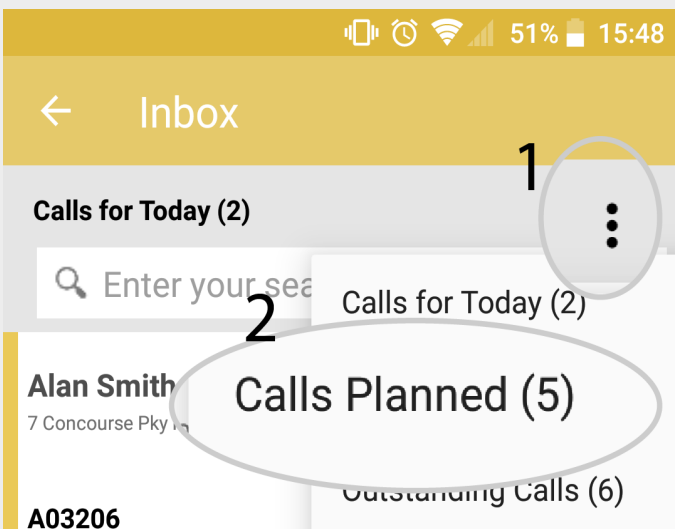 51% 15:48
Inbox
1
Calls for Today (2)
Enter your sea
2
Calls for Today (2)
Alan Smith
Calls Planned (5)
7 Concourse Pky
Outstanding Calls (6)
A03206